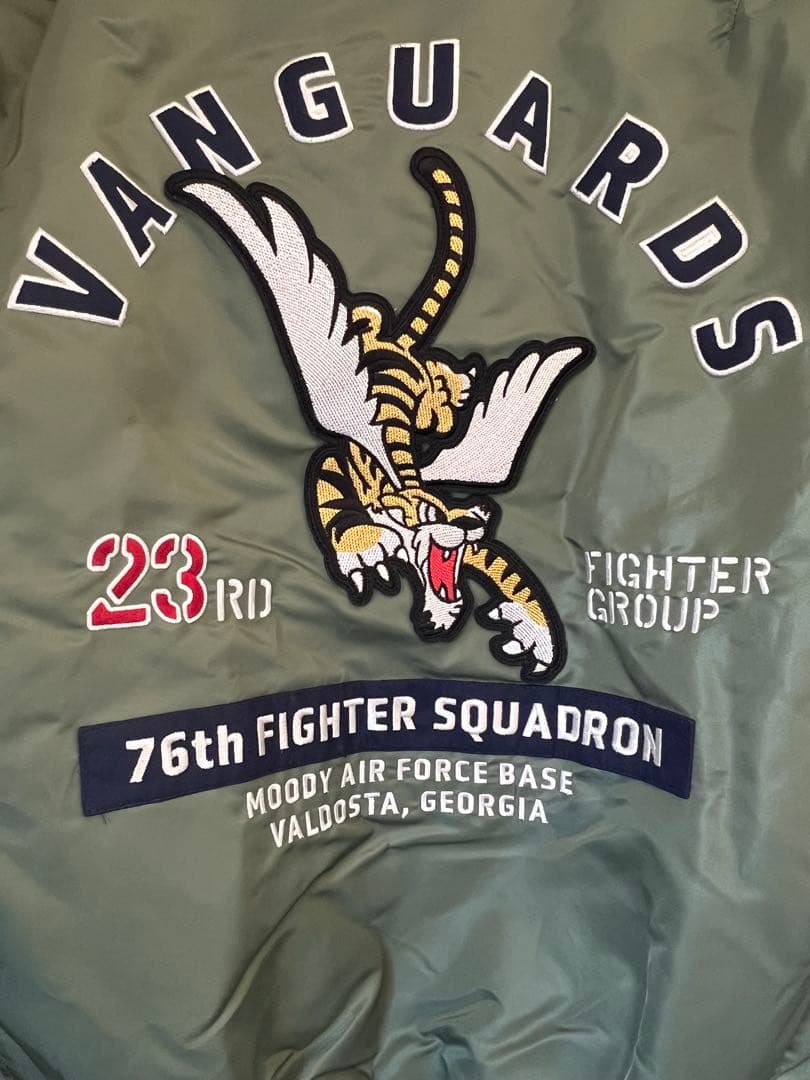 VANGUARDS
23RD
FIGHTER
GROUP
76th FIGHTER SQUADRON
MOODY AIR FORCE BASE
VALDOSTA, GEORGIA